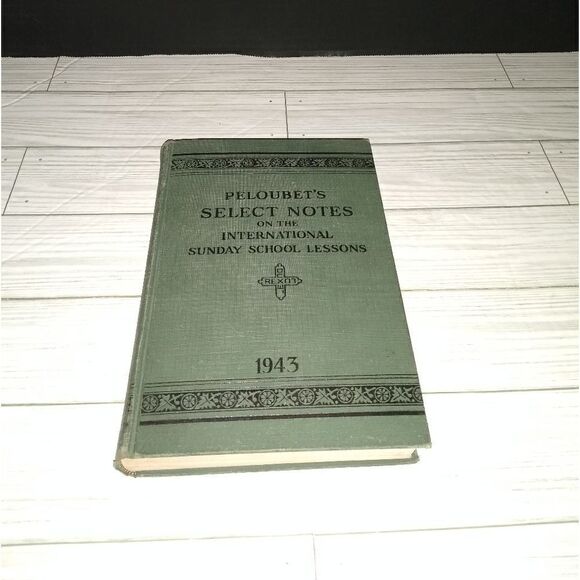 PELOUBET'S
SELECT NOTES
ON THE
INTERNATIONAL
SUNDAY SCHOOL LESSONS
1943